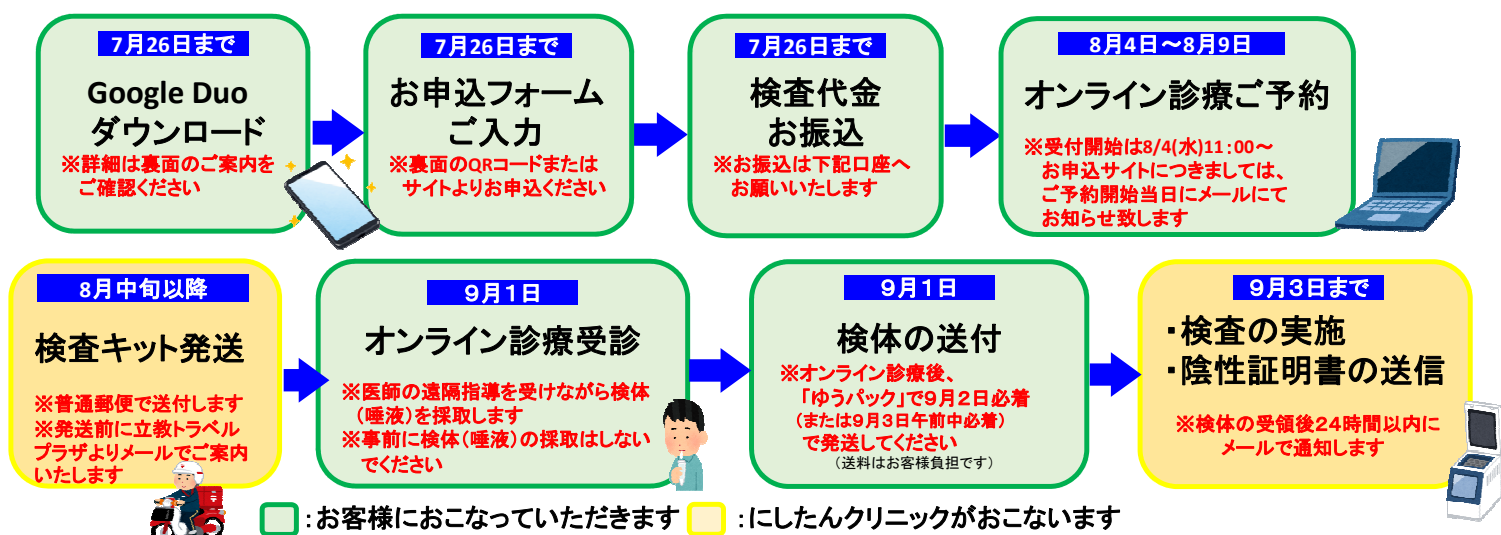 7月26日まで
Google Duo
ダウンロード
※詳細は裏面のご案内を
ご確認ください
7月26日まで
お申込フォーム
ご入力
※裏面のQRコードまたは
サイトよりお申込ください
7月26日まで
検査代金
お振込
※お振込は下記口座へ
お願いいたします
8月4日～8月9日
オンライン診療ご予約
※受付開始は8/4(水)11:00～
お申込サイトにつきましては、
ご予約開始当日にメールにて
お知らせ致します
8月中旬以降
検査キット発送
※普通郵便で送付します
※発送前に立教トラベル
プラザよりメールでご案内
いたします
９月１日
オンライン診療受診
※医師の遠隔指導を受けながら検体
（唾液）を採取します
※事前に検体（唾液）の採取はしない
でください
９月１日
検体の送付
※オンライン診療後、
「ゆうパック」で９月２日必着
（または９月３日午前中必着）
で発送してください
（送料はお客様負担です）
９月３日まで
・検査の実施
・陰性証明書の送信
※検体の受領後２４時間以内に
メールで通知します
：お客様におこなっていただきます
：にしたんクリニックがおこないます